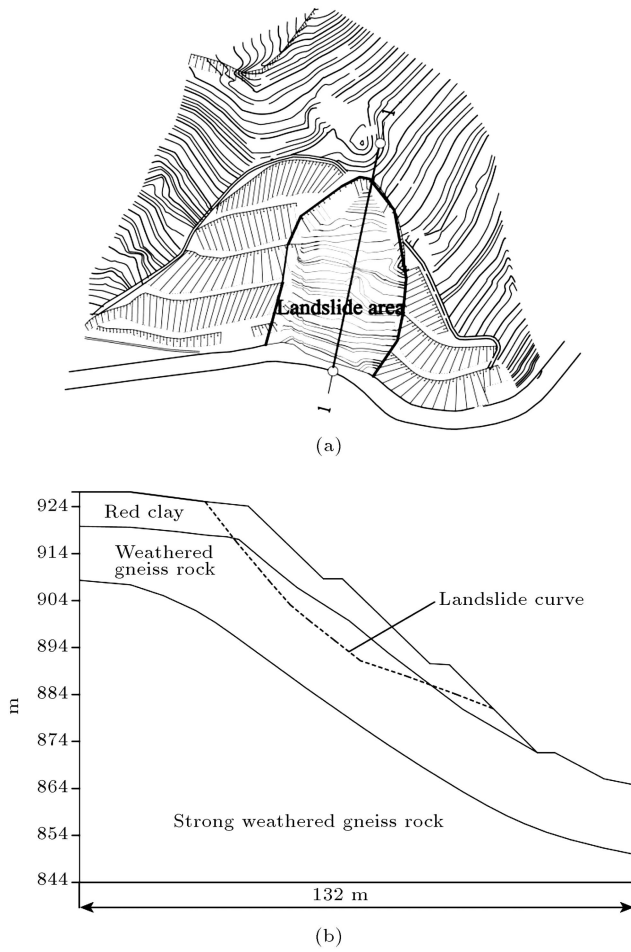 1
Landslide area
1
(a)
924
Red clay
914
Weathered
gneiss rock
904
Landslide curve
894
884
m
874
864
Strong weathered gneiss rock
854
844
132 m
(b)